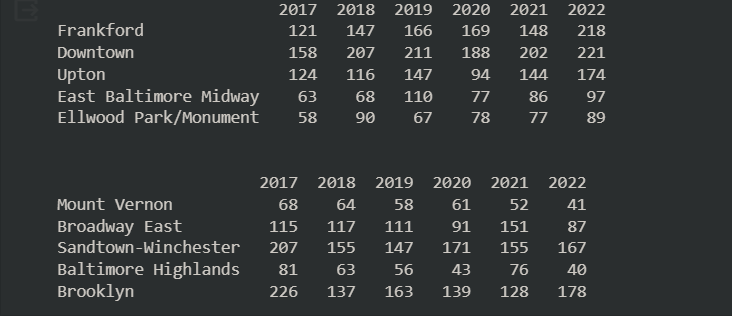 2017 2018 2019 2020 2021 2022
Frankford 121 147 166 169 148 218
Downtown 158 207 211 188 202 221
Upton 124 116 147 94 144 174
East Baltimore Midway 63 68 110 77 86 97
Ellwood Park/Monument 58 90 67 78 77 89
2017 2018 2019 2020 2021 2022
Mount Vernon 68 64 58 61 52 41
Broadway East 115 117 111 91 151 87
Sandtown-Winchester 207 155 147 171 155 167
Baltimore Highlands 81 63 56 43 76 40
Brooklyn 226 137 163 139 128 178